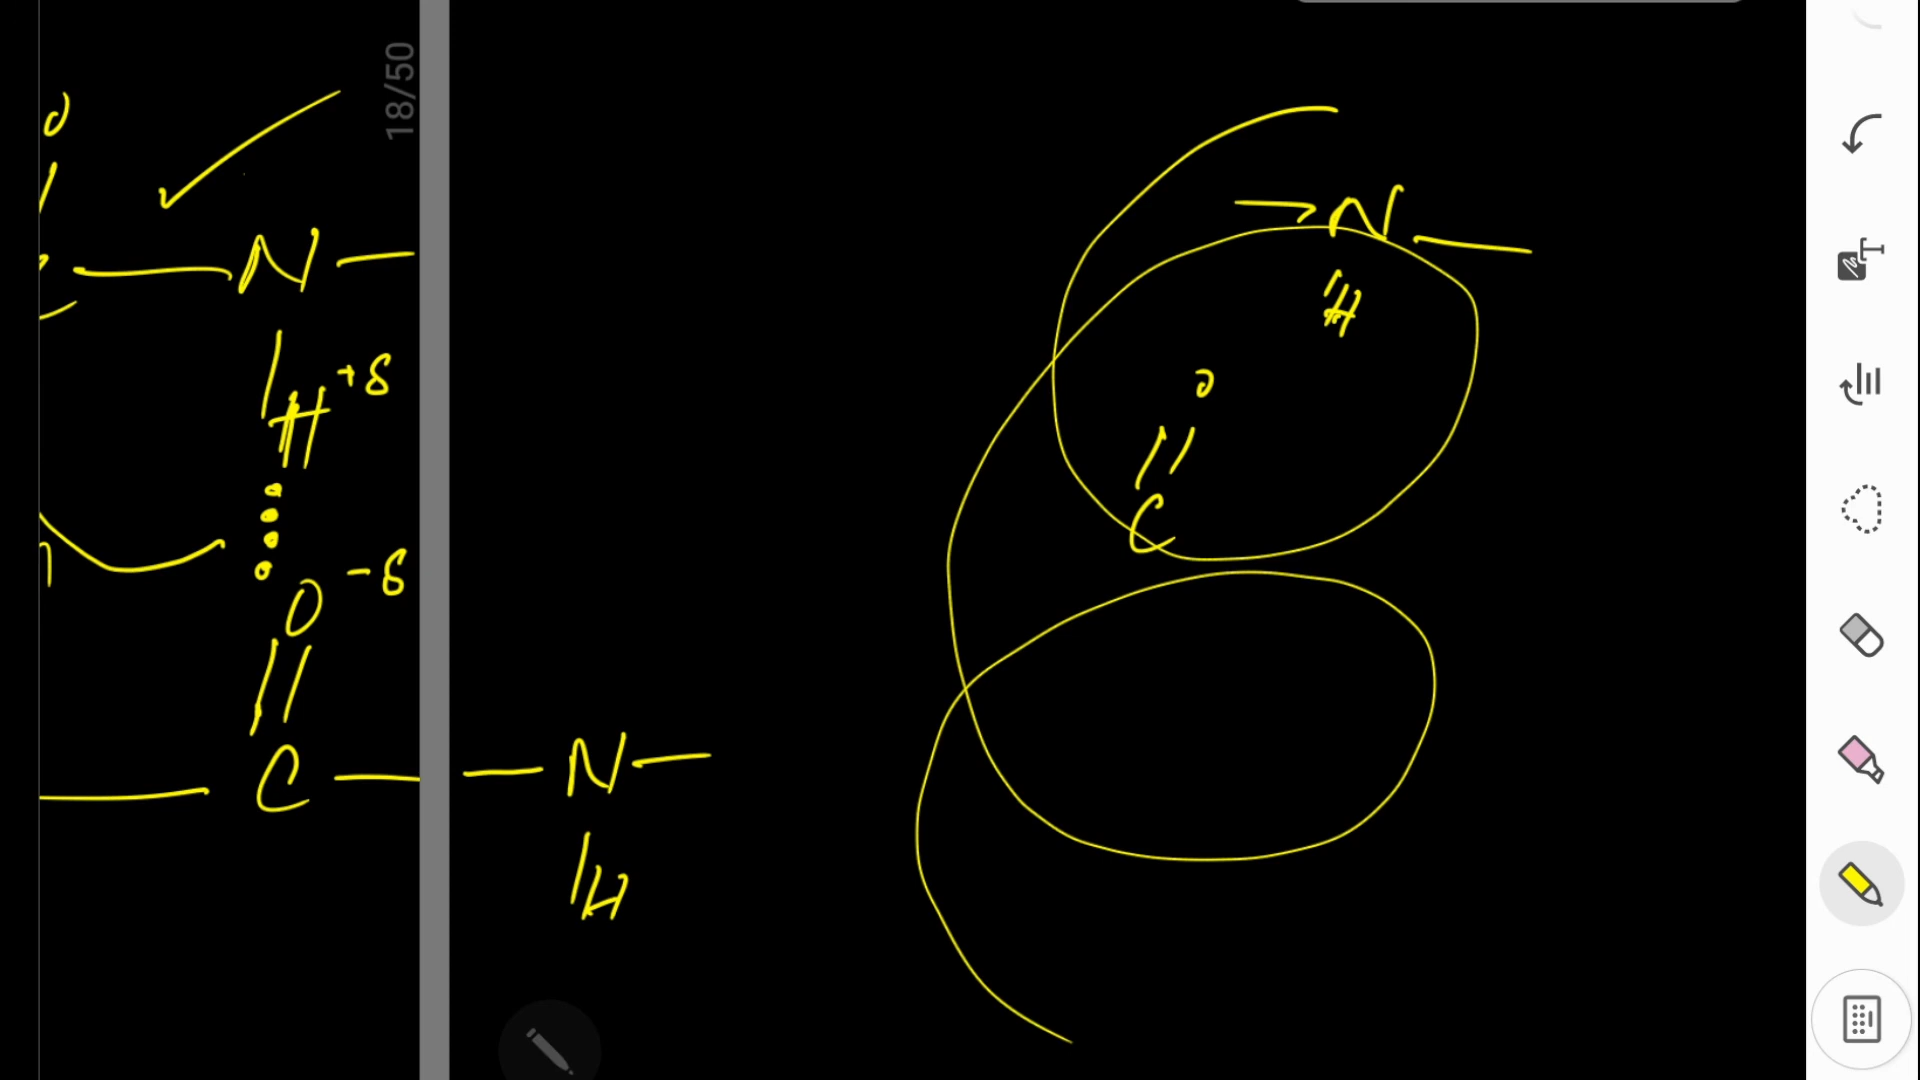 O
18/50
— N —
H +δ
O -δ
C — — N —
H
N —
H
O
C